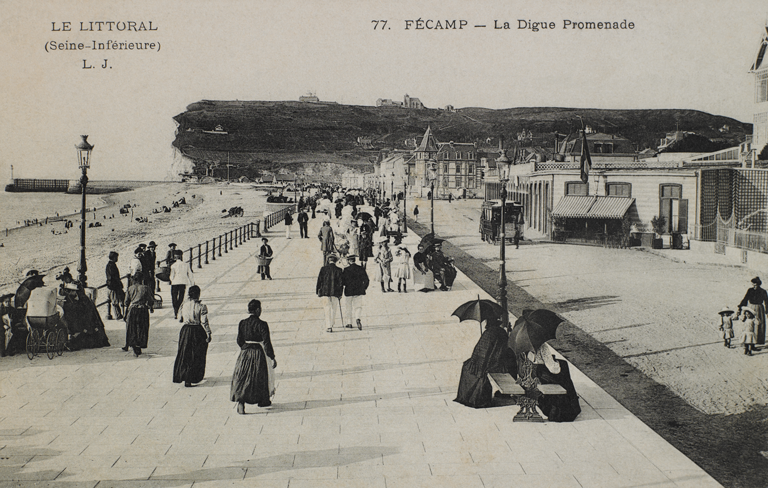 LE LITTORAL
(Seine-Inférieure)
L. J.
77. FÉCAMP — La Digue Promenade